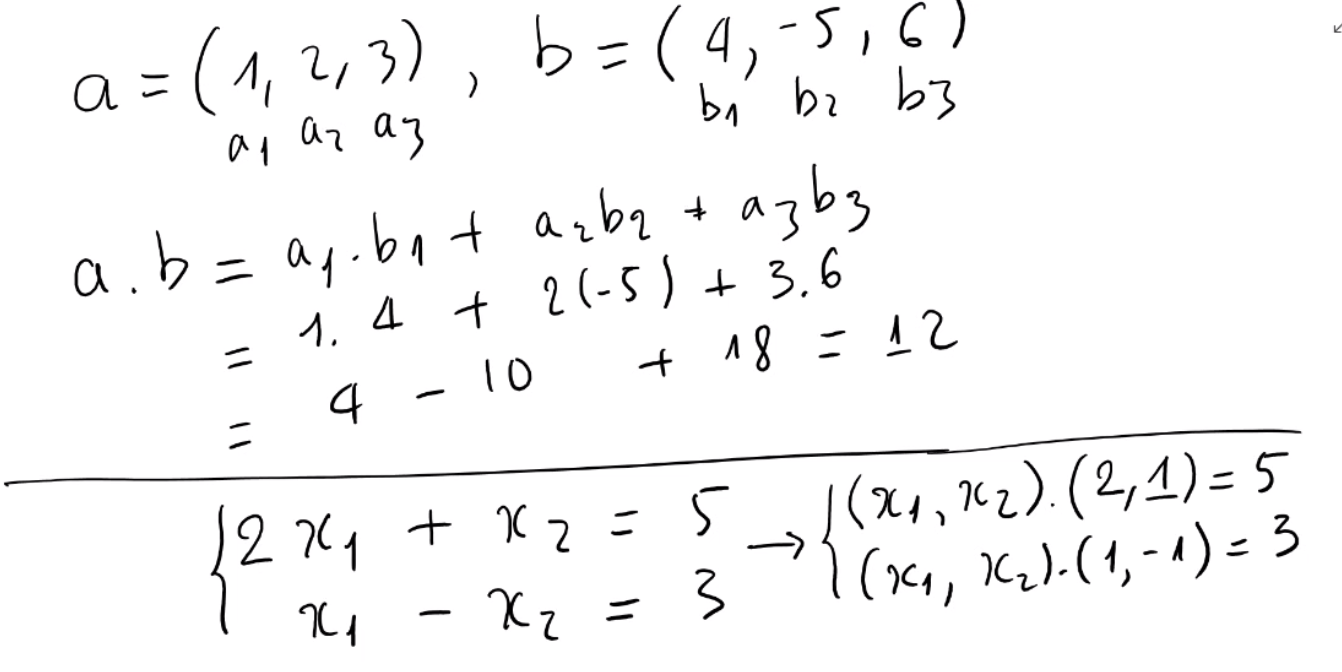 a = (1, 2, 3), b = (4, -5, 6)
a1 a2 a3 b1 b2 b3
a . b = a1 . b1 + a2b2 + a3b3
= 1. 4 + 2(-5) + 3.6
= 4 - 10 + 18 = 12
{ 2x1 + x2 = 5 → { (x1, x2).(2, 1) = 5
x1 - x2 = 3 (x1, x2).(1, -1) = 3